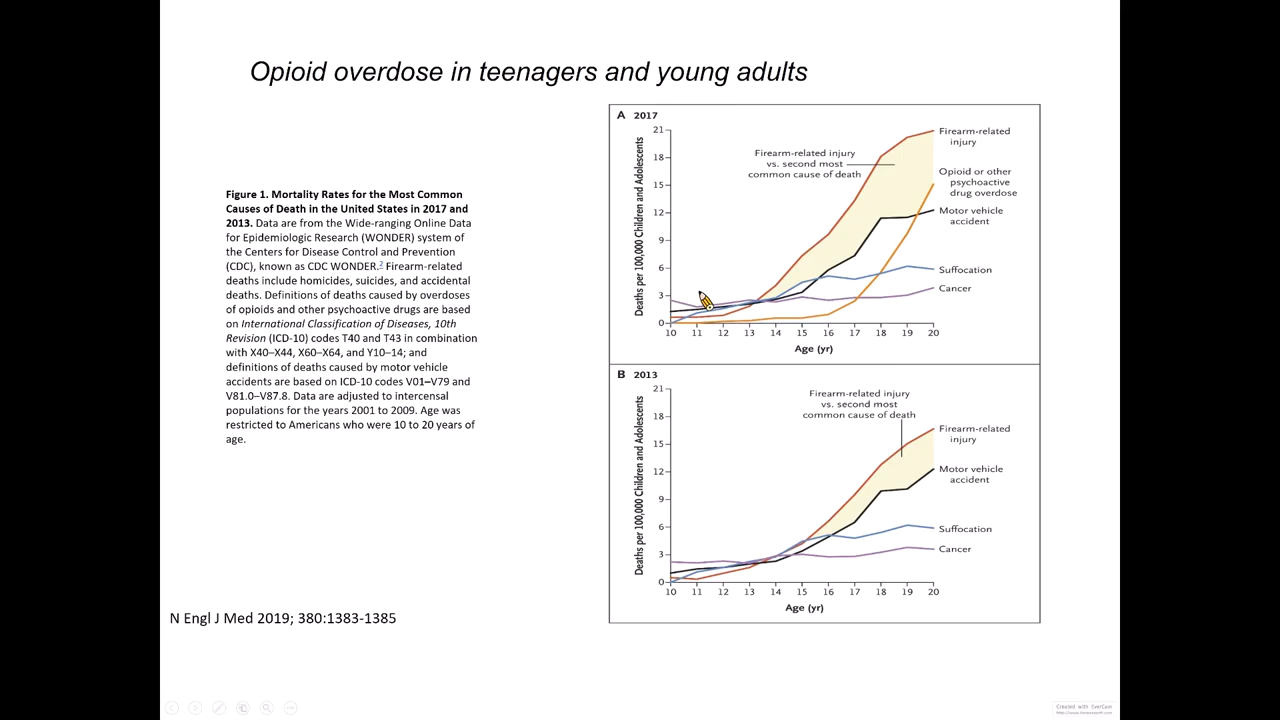 Opioid overdose in teenagers and young adults
Figure 1. Mortality Rates for the Most Common
Causes of Death in the United States in 2017 and
2013. Data are from the Wide-ranging Online Data
for Epidemiologic Research (WONDER) system of
the Centers for Disease Control and Prevention
(CDC), known as CDC WONDER.2 Firearm-related
deaths include homicides, suicides, and accidental
deaths. Definitions of deaths caused by overdoses
of opioids and other psychoactive drugs are based
on International Classification of Diseases, 10th
Revision (ICD-10) codes T40 and T43 in combination
with X40–X44, X60–X64, and Y10–14; and
definitions of deaths caused by motor vehicle
accidents are based on ICD-10 codes V01–V79 and
V81.0–V87.8. Data are adjusted to intercensal
populations for the years 2001 to 2009. Age was
restricted to Americans who were 10 to 20 years of
age.
N Engl J Med 2019; 380:1383-1385
A 2017
Deaths per 100,000 Children and Adolescents
21
18
15
12
9
6
3
0
Firearm-related injury
vs. second most
common cause of death
Firearm-related
injury
Opioid or other
psychoactive
drug overdose
Motor vehicle
accident
Suffocation
Cancer
10 11 12 13 14 15 16 17 18 19 20
Age (yr)
B 2013
Deaths per 100,000 Children and Adolescents
21
18
15
12
9
6
3
0
Firearm-related injury
vs. second most
common cause of death
Firearm-related
injury
Motor vehicle
accident
Suffocation
Cancer
10 11 12 13 14 15 16 17 18 19 20
Age (yr)
Created with EverCam